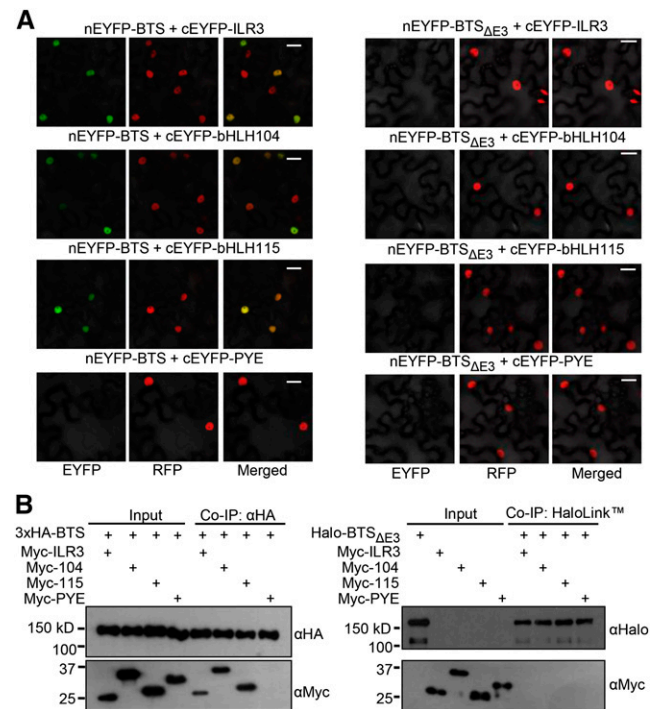 A
nEYFP-BTS + cEYFP-ILR3
nEYFP-BTS + cEYFP-bHLH104
nEYFP-BTS + cEYFP-bHLH115
nEYFP-BTS + cEYFP-PYE
EYFP RFP Merged
nEYFP-BTSΔE3 + cEYFP-ILR3
nEYFP-BTSΔE3 + cEYFP-bHLH104
nEYFP-BTSΔE3 + cEYFP-bHLH115
nEYFP-BTSΔE3 + cEYFP-PYE
EYFP RFP Merged
B
Input Co-IP: αHA
3xHA-BTS + + + + + + + +
Myc-ILR3 + +
Myc-104 + +
Myc-115 + +
Myc-PYE + +
150 kD
100
αHA
37
25
αMyc
Input Co-IP: HaloLink™
Halo-BTSΔE3 + + + + +
Myc-ILR3 + +
Myc-104 + +
Myc-115 + +
Myc-PYE + +
150 kD
100
αHalo
37
25
αMyc